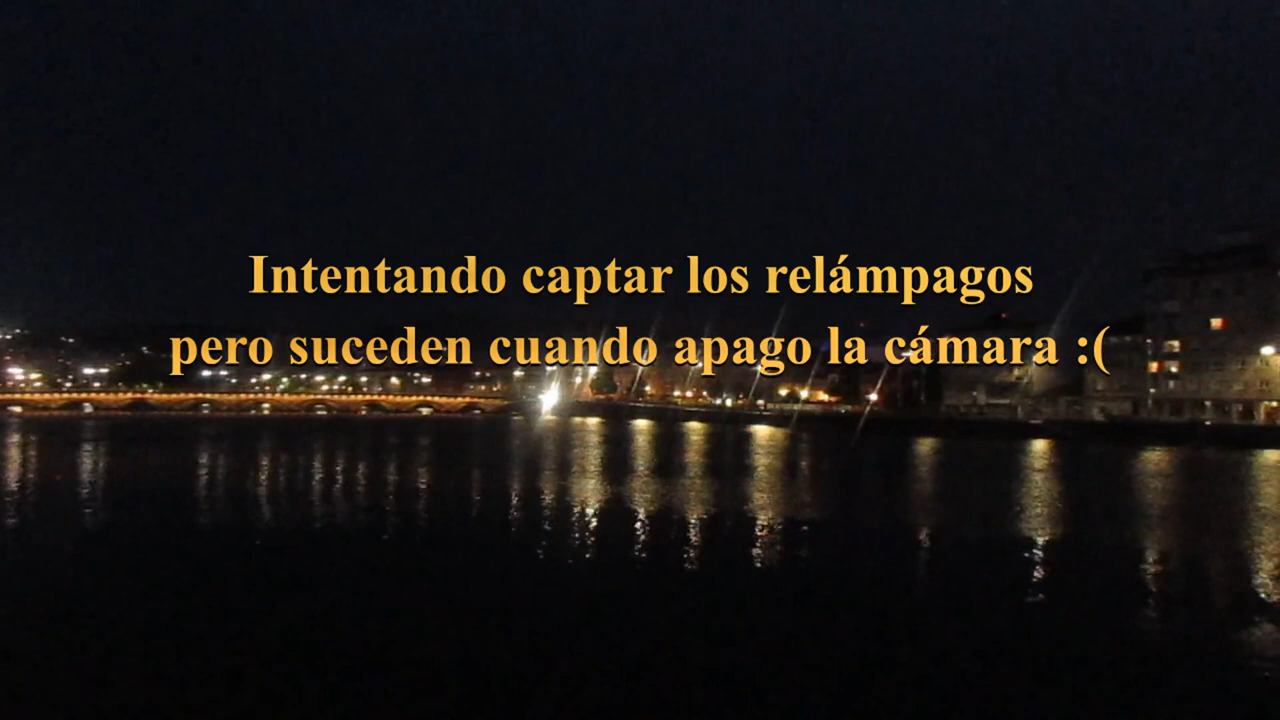 Intentando captar los relámpagos
pero suceden cuando apago la cámara :(